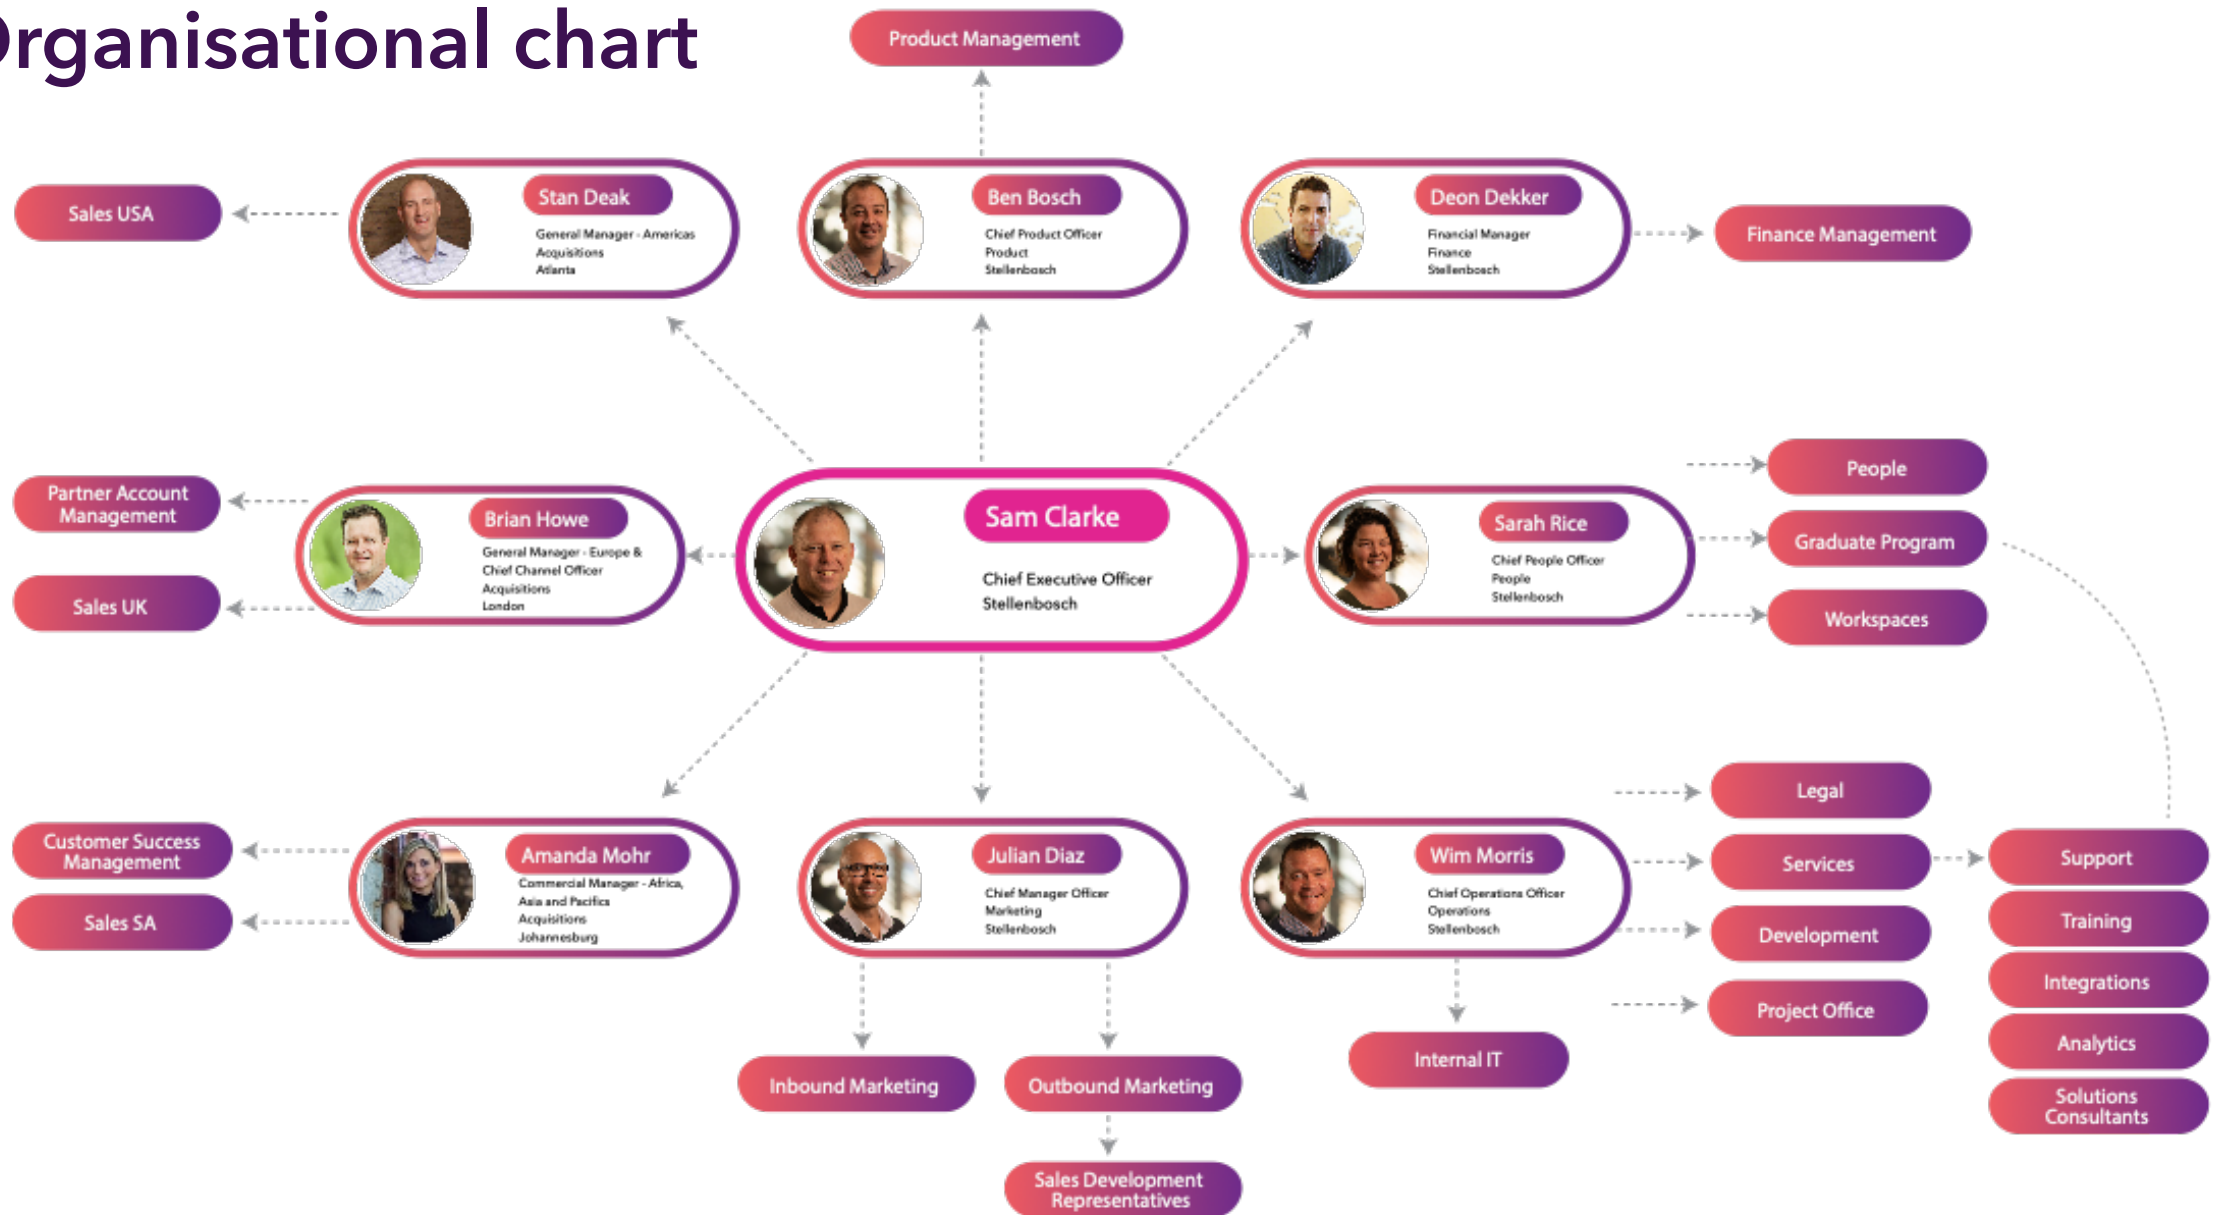 Organisational chart
Product Management
Sales USA
Stan Deak
General Manager - Americas
Acquisitions
Atlanta
Ben Bosch
Chief Product Officer
Product
Stellenbosch
Deon Dekker
Financial Manager
Finance
Stellenbosch
Finance Management
Partner Account
Management
Sales UK
Brian Howe
General Manager - Europe &
Chief Channel Officer
Acquisitions
London
Sam Clarke
Chief Executive Officer
Stellenbosch
Sarah Rice
Chief People Officer
People
Stellenbosch
People
Graduate Program
Workspaces
Customer Success
Management
Sales SA
Amanda Mohr
Commercial Manager - Africa,
Asia and Pacifics
Acquisitions
Johannesburg
Julian Diaz
Chief Manager Officer
Marketing
Stellenbosch
Wim Morris
Chief Operations Officer
Operations
Stellenbosch
Legal
Services
Development
Project Office
Support
Training
Integrations
Analytics
Solutions
Consultants
Internal IT
Inbound Marketing
Outbound Marketing
Sales Development
Representatives